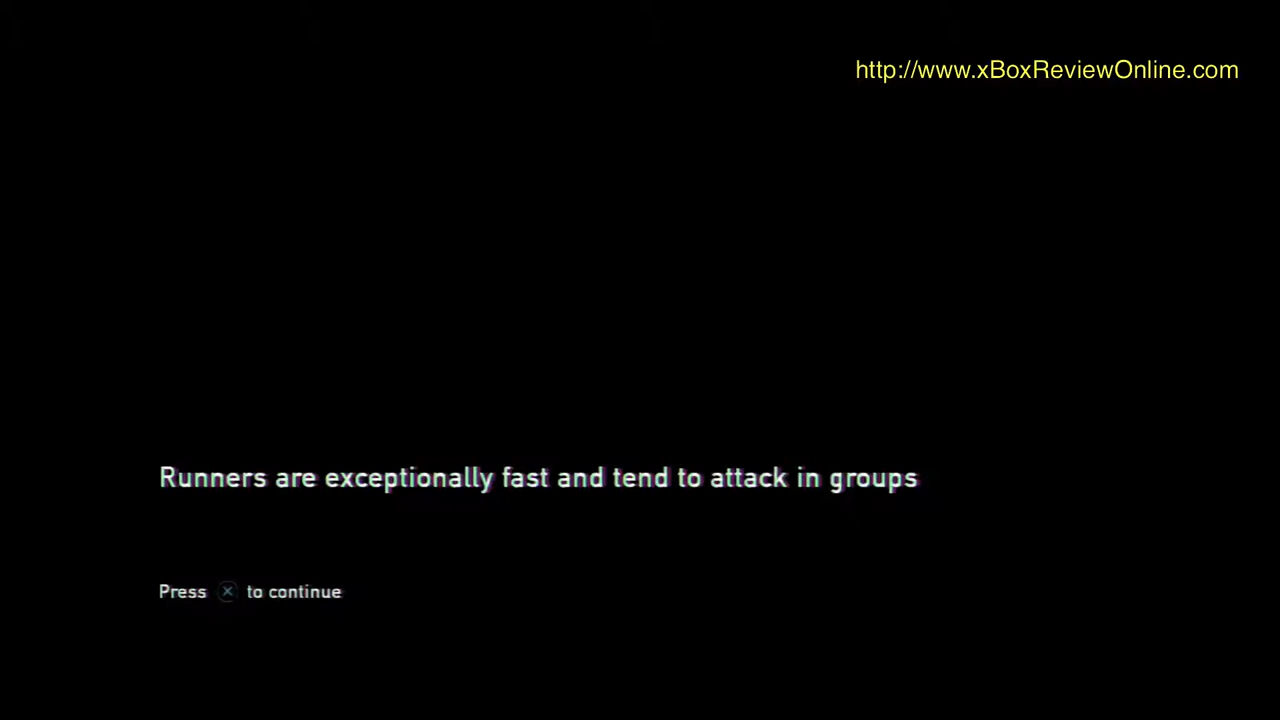 http://www.xBoxReviewOnline.com
Runners are exceptionally fast and tend to attack in groups
Press ⓧ to continue